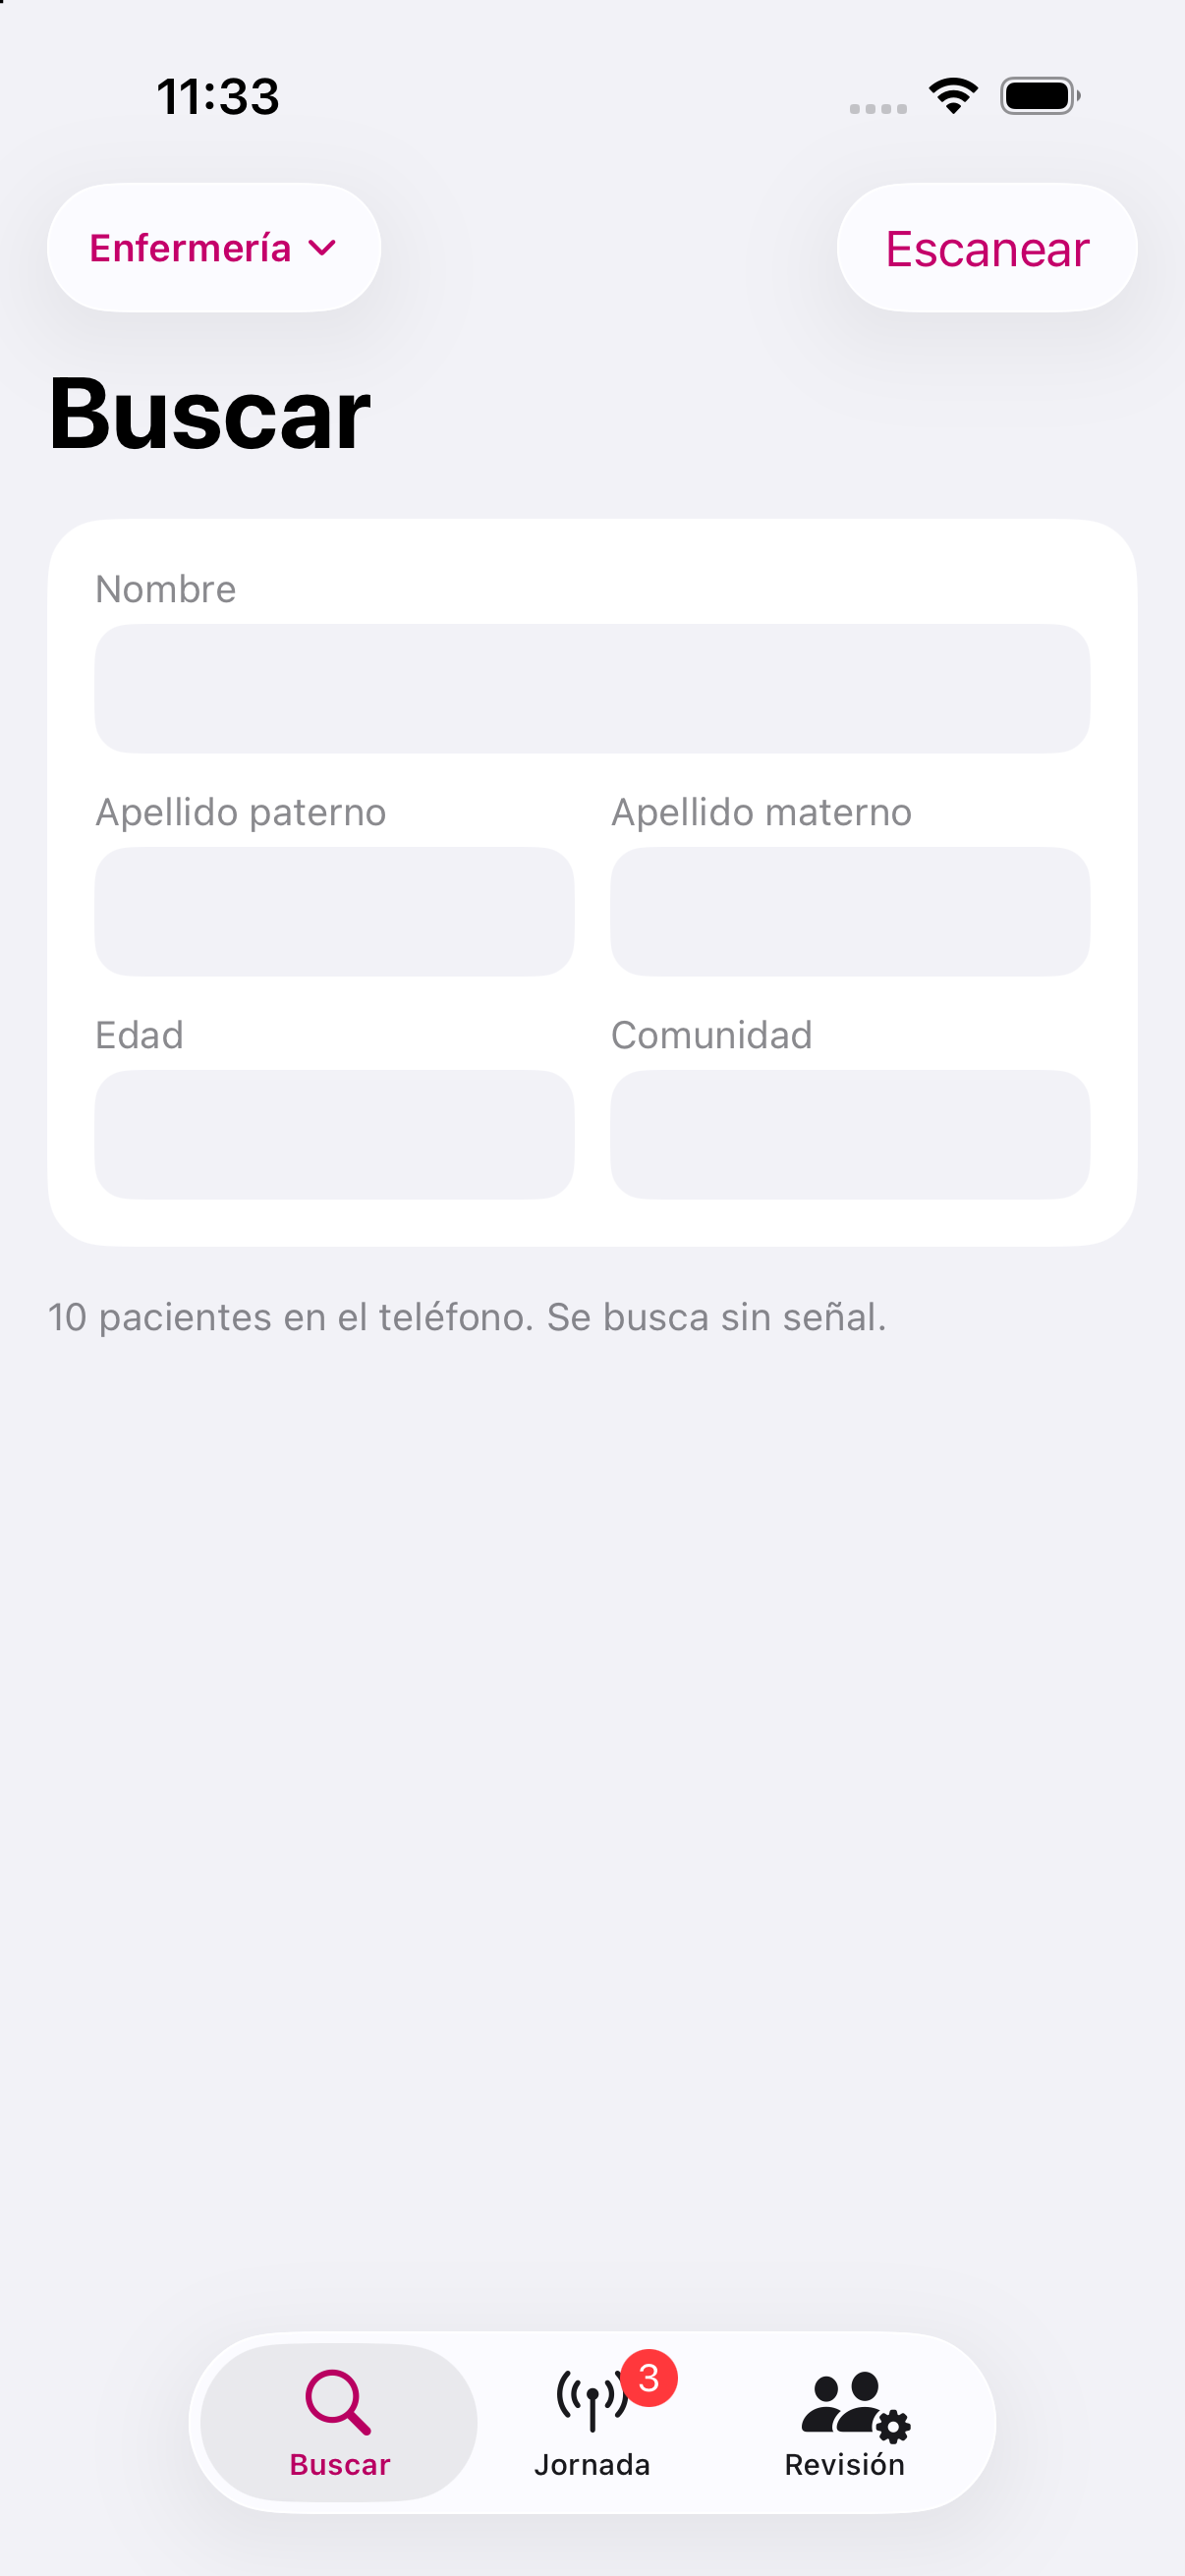 11:33
Enfermería
Escanear
Buscar
Nombre
Apellido paterno
Apellido materno
Edad
Comunidad
10 pacientes en el teléfono. Se busca sin señal.
3
Buscar
Jornada
Revisión